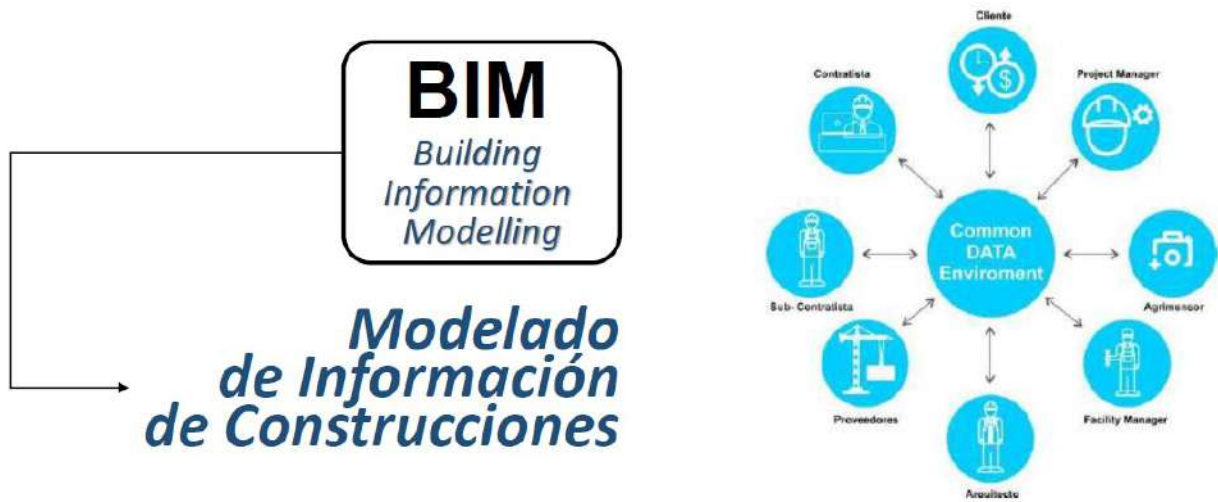 BIM
Building
Information
Modelling
Modelado
de Información
de Construcciones
Cliente
Contratista
Project Manager
Common
DATA
Enviroment
Sub- Contratista
Agrimensor
Proveedores
Facility Manager
Arquitecto
$